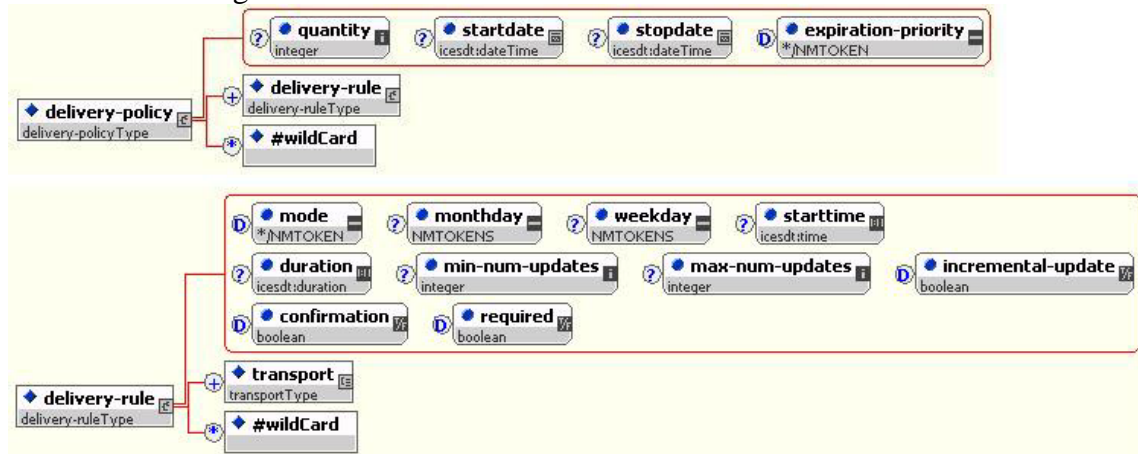 ? quantity ? startdate ? stopdate D expiration-priority
integer icesdt:dateTime icesdt:dateTime */NMTOKEN
+ delivery-rule
delivery-ruleType
delivery-policy
delivery-policyType
* #wildCard
D mode ? monthday ? weekday ? starttime
*/NMTOKEN NMTOKENS NMTOKENS icesdt:time
? duration ? min-num-updates ? max-num-updates D incremental-update
icesdt:duration integer integer boolean
D confirmation D required
boolean boolean
+ transport
transportType
delivery-rule
delivery-ruleType
* #wildCard